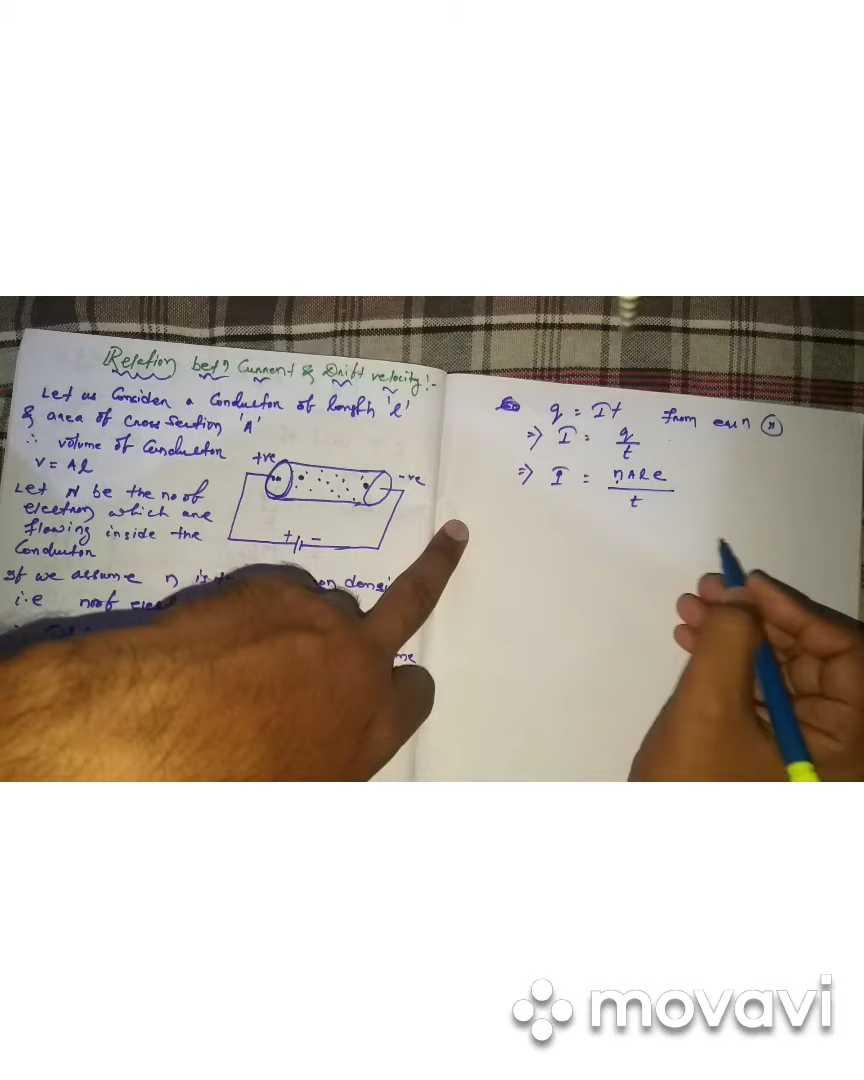 Relation betn Current & Drift velocity :-
Let us Consider a Conductor of length 'l'
& area of cross section 'A'
∴ volume of Conductor
V = Al
Let N be the no of
electron which are
flowing inside the
Conductor
+ve
-ve
+ -
If we assume n is
i.e no of
q = It from eqn
⇒ I = q/t
⇒ I = nAle/t
movavi